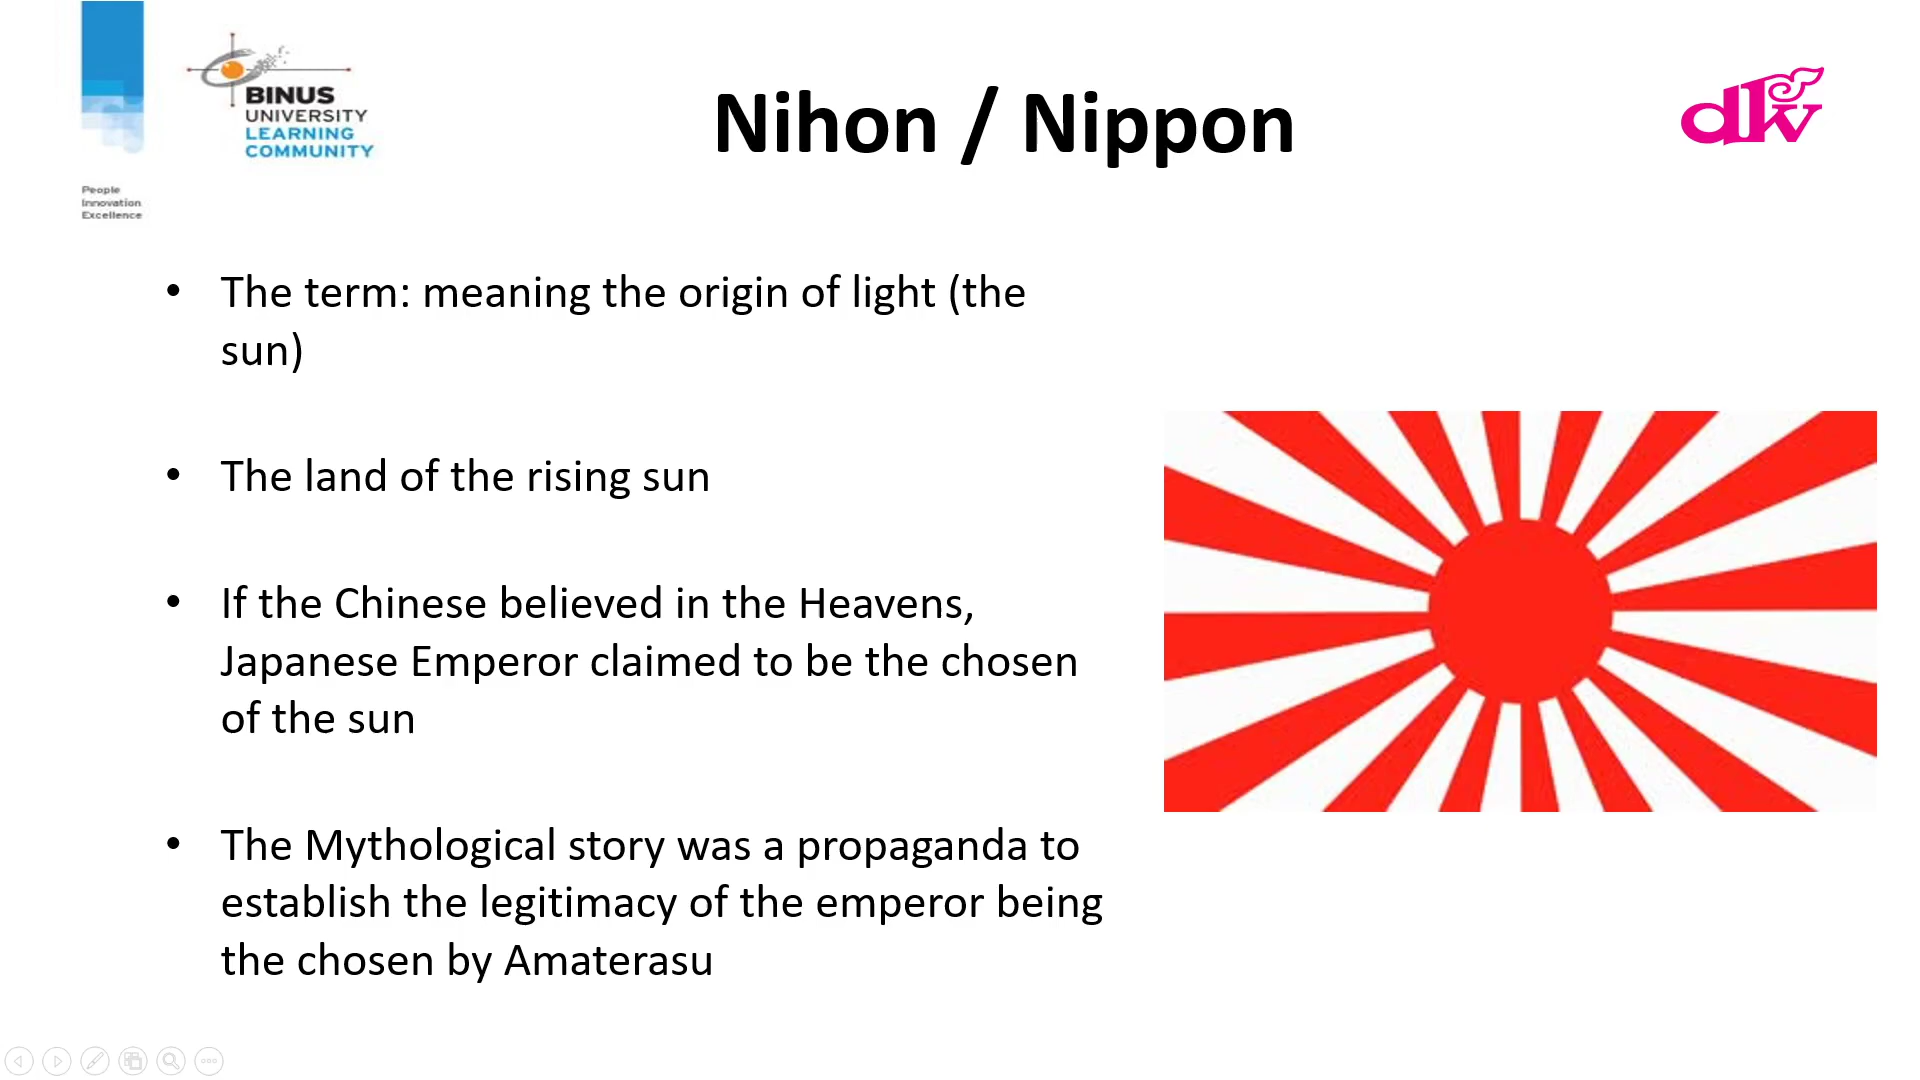 BINUS
UNIVERSITY
LEARNING
COMMUNITY
People
Innovation
Excellence
Nihon / Nippon
dkv
• The term: meaning the origin of light (the
sun)
• The land of the rising sun
• If the Chinese believed in the Heavens,
Japanese Emperor claimed to be the chosen
of the sun
• The Mythological story was a propaganda to
establish the legitimacy of the emperor being
the chosen by Amaterasu